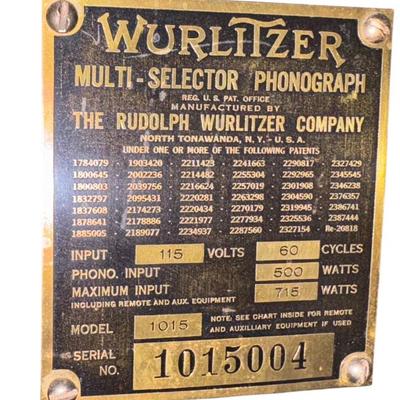 WURLITZER
MULTI-SELECTOR PHONOGRAPH
REG. U.S. PAT. OFFICE
MANUFACTURED BY
THE RUDOLPH WURLITZER COMPANY
NORTH TONAWANDA, N.Y.-U.S.A.
UNDER ONE OR MORE OF THE FOLLOWING PATENTS
1784079 1903420 2211423 2241663 2290817 2327429
1800645 2002236 2214482 2255304 2292965 2345545
1800803 2039756 2216624 2257019 2301908 2346238
1832797 2095431 2220281 2263298 2304590 2376357
1837608 2174273 2220434 2270179 2319945 2386741
1878641 2178886 2221977 2277934 2325536 2387444
1885005 2189077 2234937 2287560 2327154 Re-20818
INPUT 115 VOLTS 60 CYCLES
PHONO. INPUT 500 WATTS
MAXIMUM INPUT 715 WATTS
INCLUDING REMOTE AND AUX. EQUIPMENT
MODEL 1015 NOTE: SEE CHART INSIDE FOR REMOTE
AND AUXILLIARY EQUIPMENT IF USED
SERIAL NO. 1015004